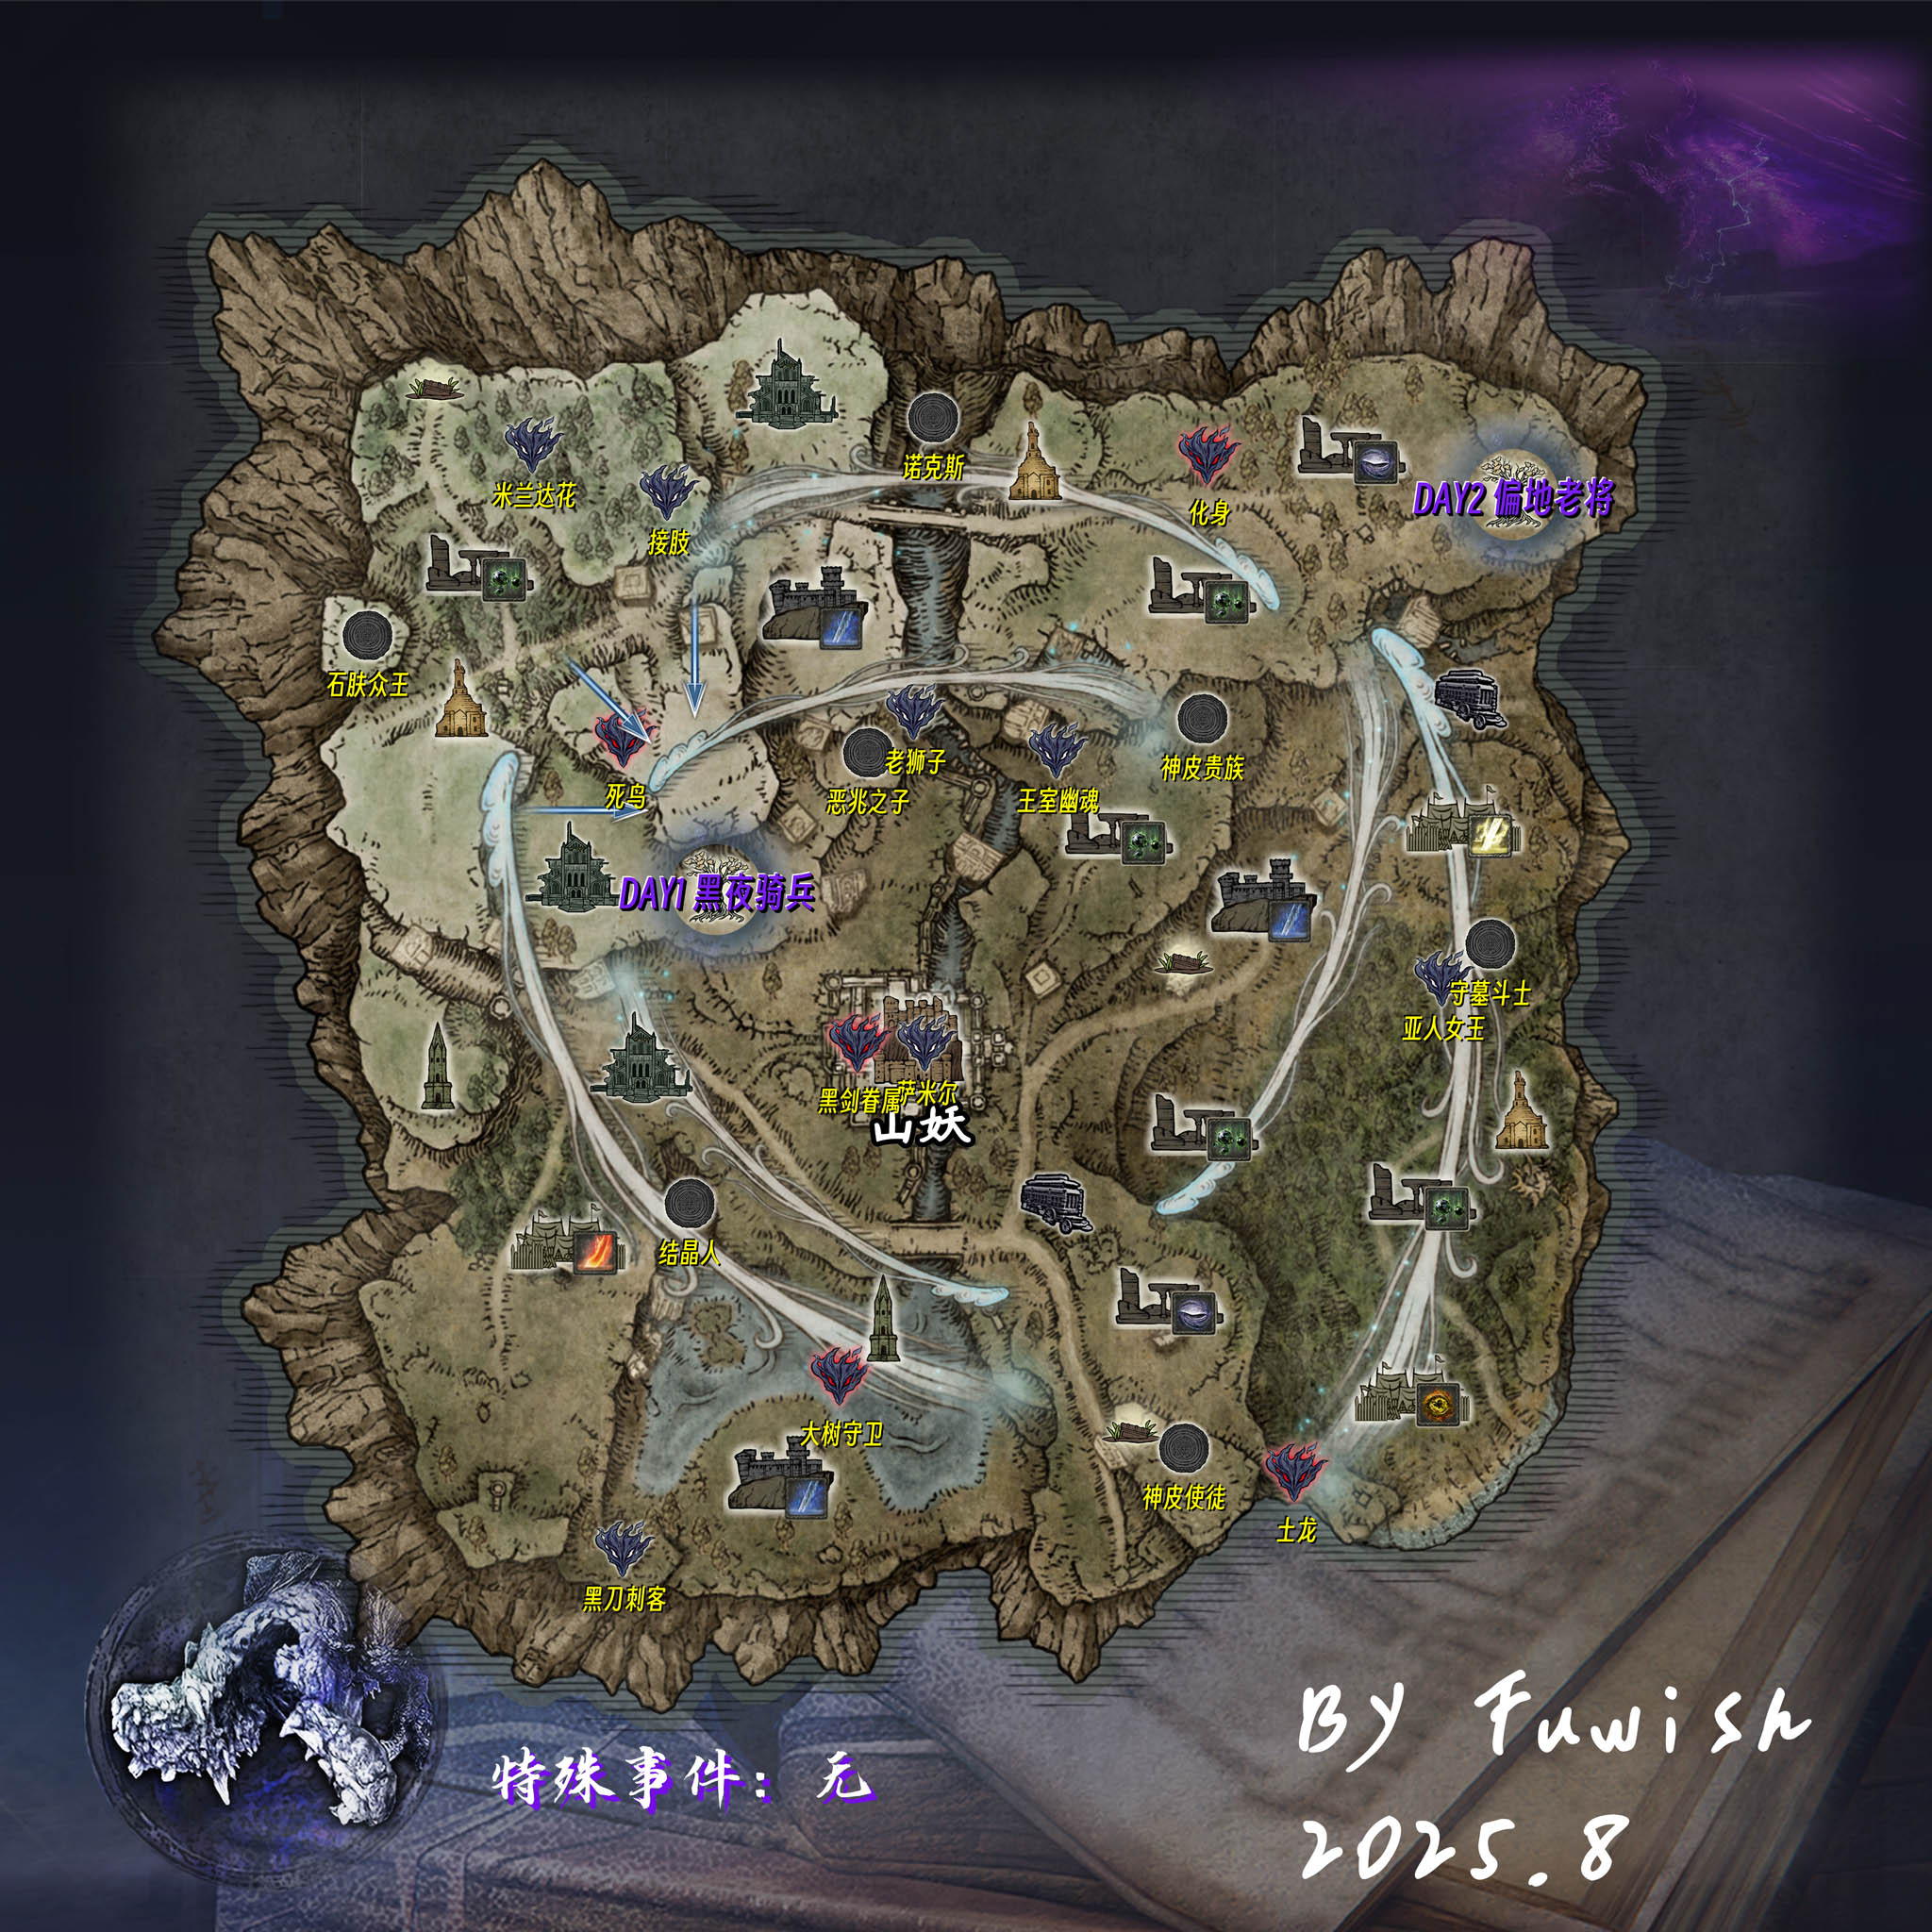 诺克斯
米兰达花
DAY2 偏地老将
化身
接肢
石肤众王
老狮子
神皮贵族
死鸟
恶兆之子
王室幽魂
DAY1 黑夜骑兵
守墓斗士
亚人女王
萨米尔
黑剑眷属
山妖
结晶人
大树守卫
神皮使徒
土龙
黑刀刺客
特殊事件：无
By Fuwish
2025.8